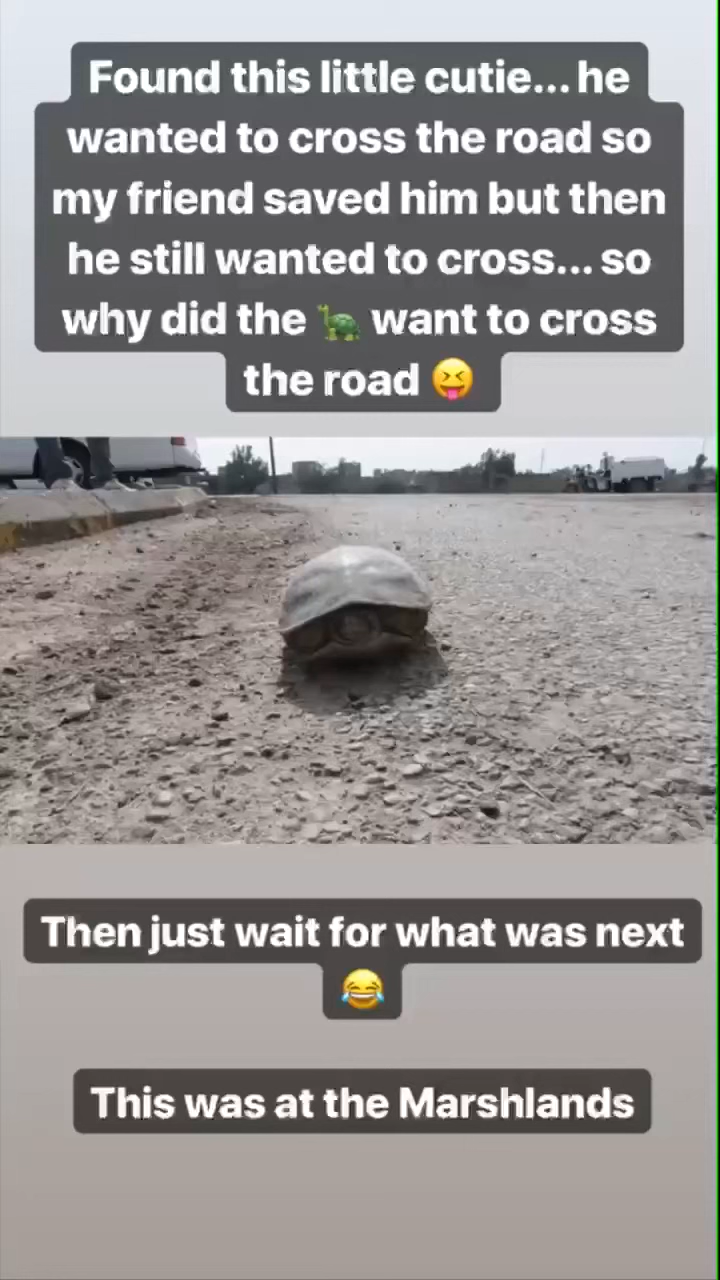 Found this little cutie... he
wanted to cross the road so
my friend saved him but then
he still wanted to cross... so
why did the 🐢 want to cross
the road 😝
Then just wait for what was next
😂
This was at the Marshlands